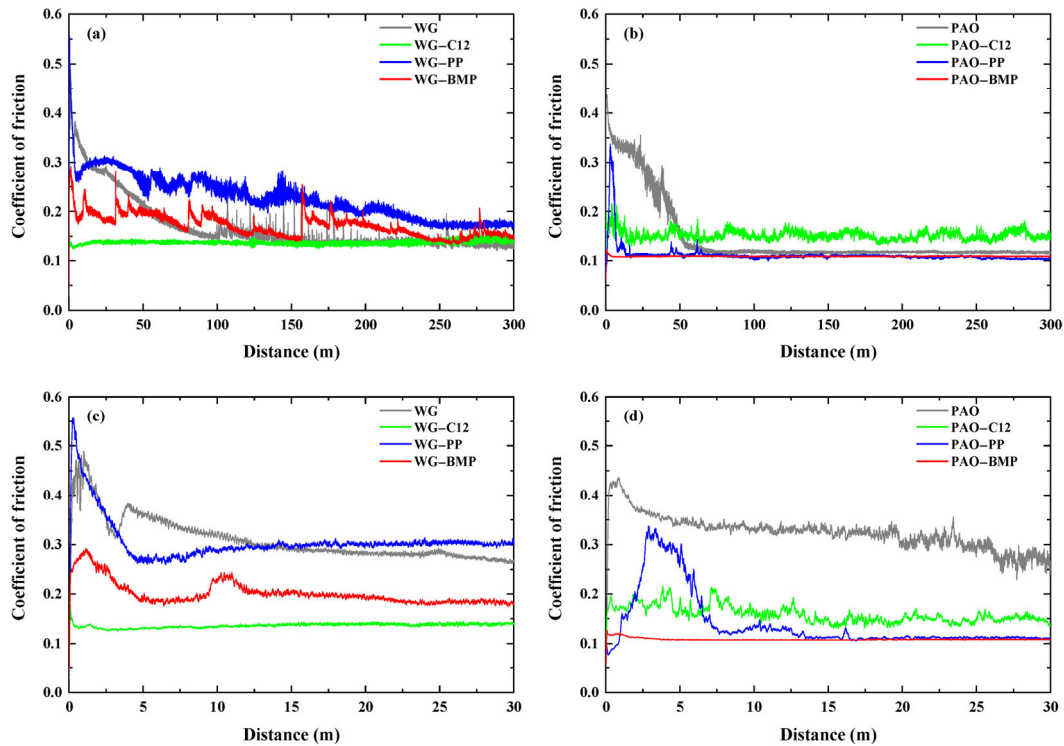 (a)
WG
WG–C12
WG–PP
WG–BMP
Coefficient of friction
0.6
0.5
0.4
0.3
0.2
0.1
0.0
0 25 50 75 100 125 150 175 200 225 250 275 300
Distance (m)
(b)
PAO
PAO–C12
PAO–PP
PAO–BMP
Coefficient of friction
0.6
0.5
0.4
0.3
0.2
0.1
0.0
0 50 100 150 200 250 300
Distance (m)
(c)
WG
WG–C12
WG–PP
WG–BMP
Coefficient of friction
0.6
0.5
0.4
0.3
0.2
0.1
0.0
0 5 10 15 20 25 30
Distance (m)
(d)
PAO
PAO–C12
PAO–PP
PAO–BMP
Coefficient of friction
0.6
0.5
0.4
0.3
0.2
0.1
0.0
0 5 10 15 20 25 30
Distance (m)